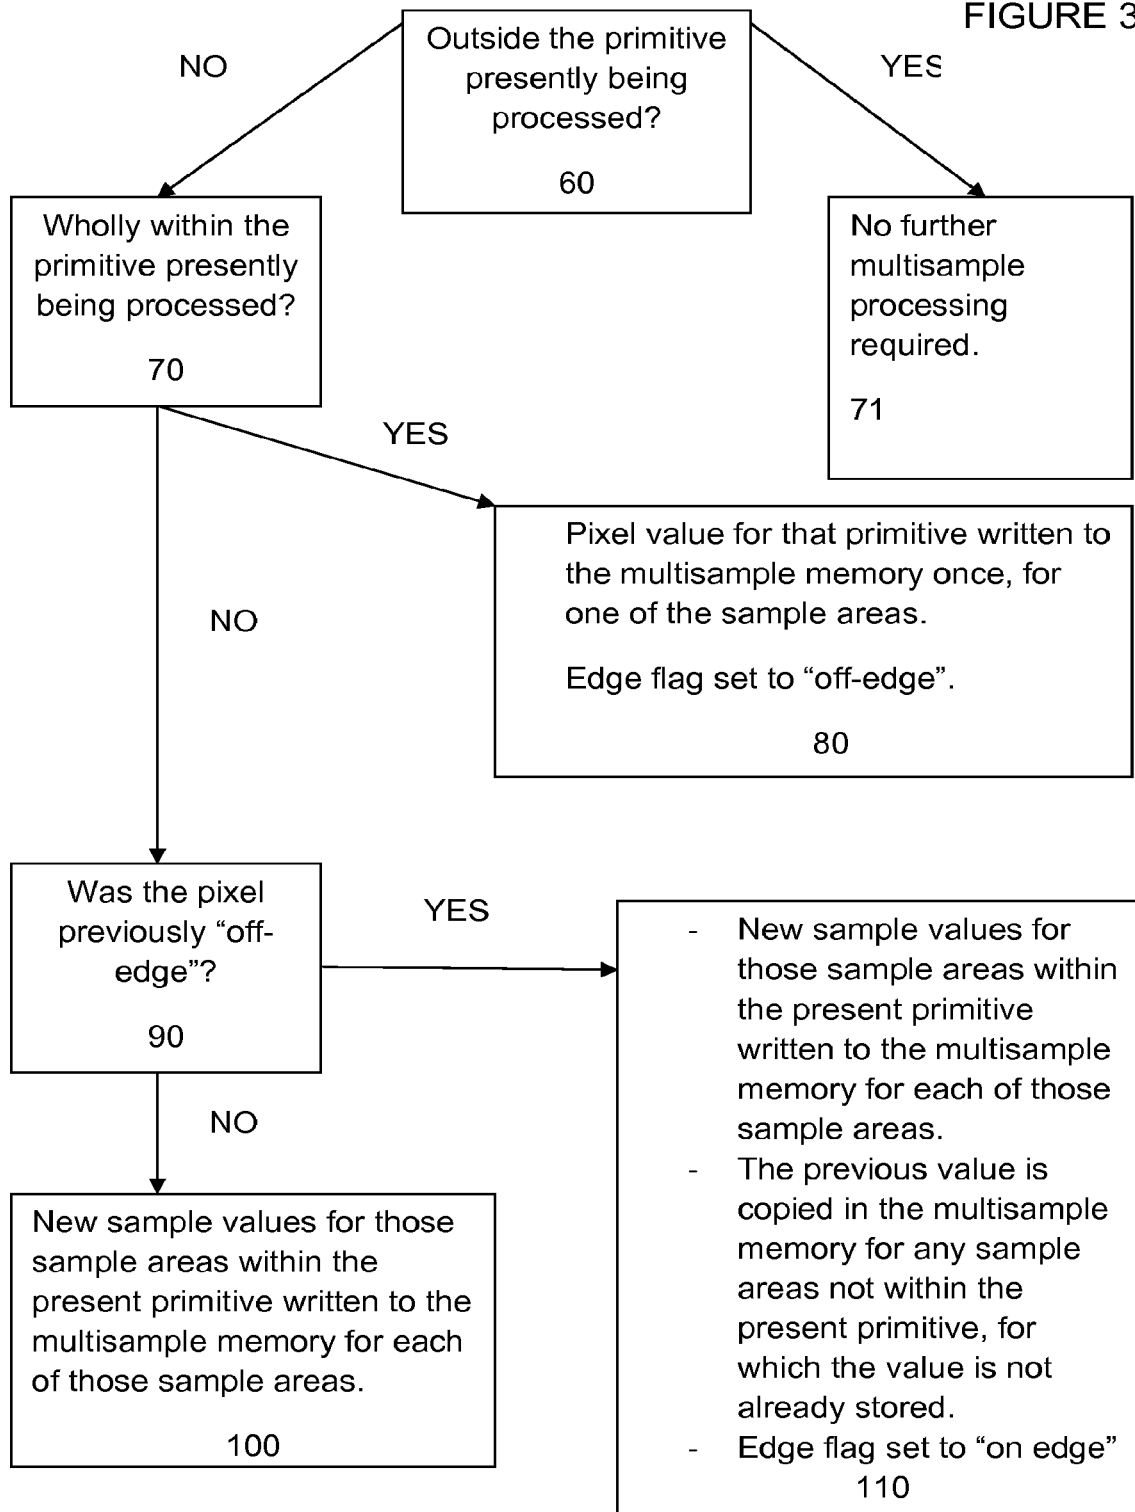 FIGURE 3
Outside the primitive
presently being
processed?
60
NO
YES
Wholly within the
primitive presently
being processed?
70
No further
multisample
processing
required.
71
YES
Pixel value for that primitive written to
the multisample memory once, for
one of the sample areas.
Edge flag set to “off-edge”.
80
NO
Was the pixel
previously “off-
edge”?
90
YES
- New sample values for
those sample areas within
the present primitive
written to the multisample
memory for each of those
sample areas.
- The previous value is
copied in the multisample
memory for any sample
areas not within the
present primitive, for
which the value is not
already stored.
- Edge flag set to “on edge”
110
NO
New sample values for those
sample areas within the
present primitive written to the
multisample memory for each
of those sample areas.
100